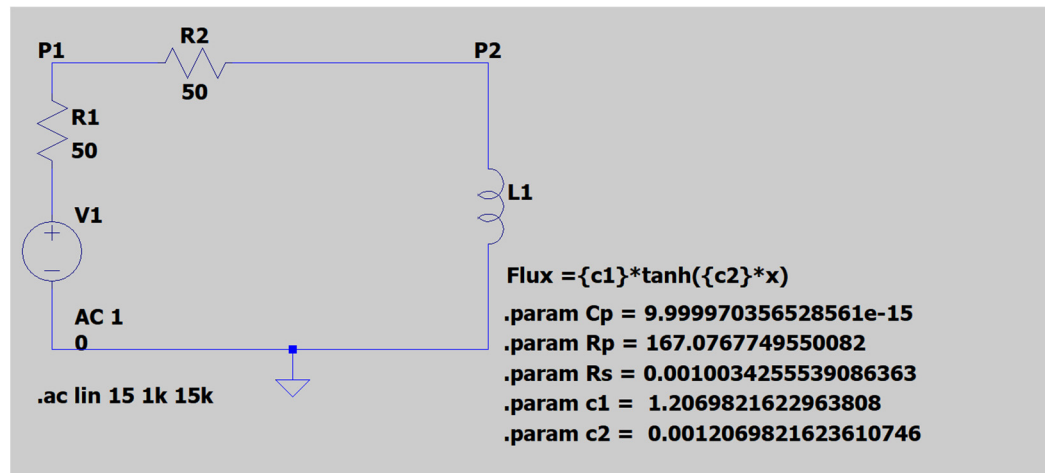 P1
R2
50
P2
R1
50
V1
AC 1
0
L1
Flux ={c1}*tanh({c2}*x)
.param Cp = 9.999970356528561e-15
.param Rp = 167.0767749550082
.param Rs = 0.0010034255539086363
.param c1 =  1.2069821622963808
.param c2 =  0.0012069821623610746
.ac lin 15 1k 15k